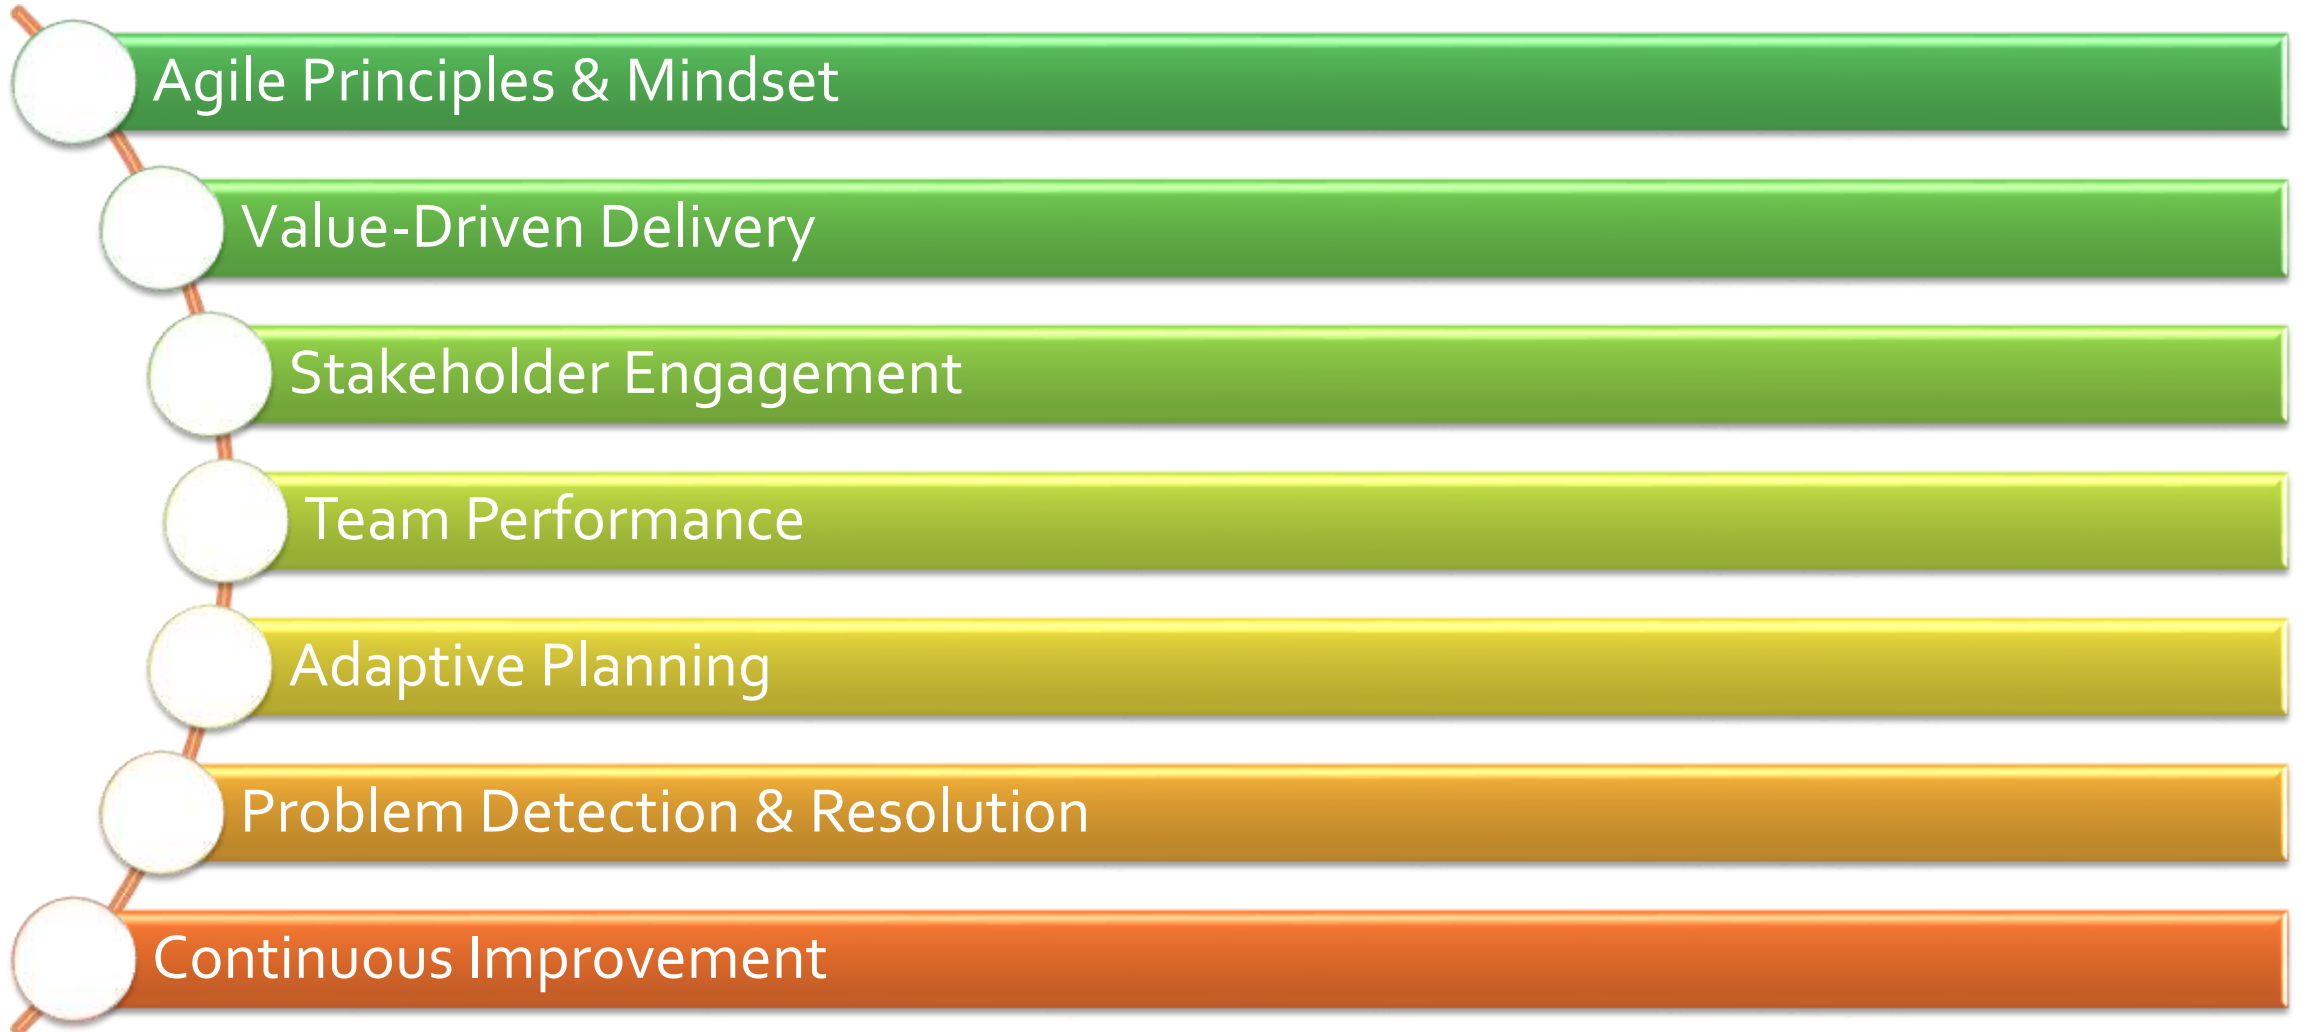 Agile Principles & Mindset
Value-Driven Delivery
Stakeholder Engagement
Team Performance
Adaptive Planning
Problem Detection & Resolution
Continuous Improvement